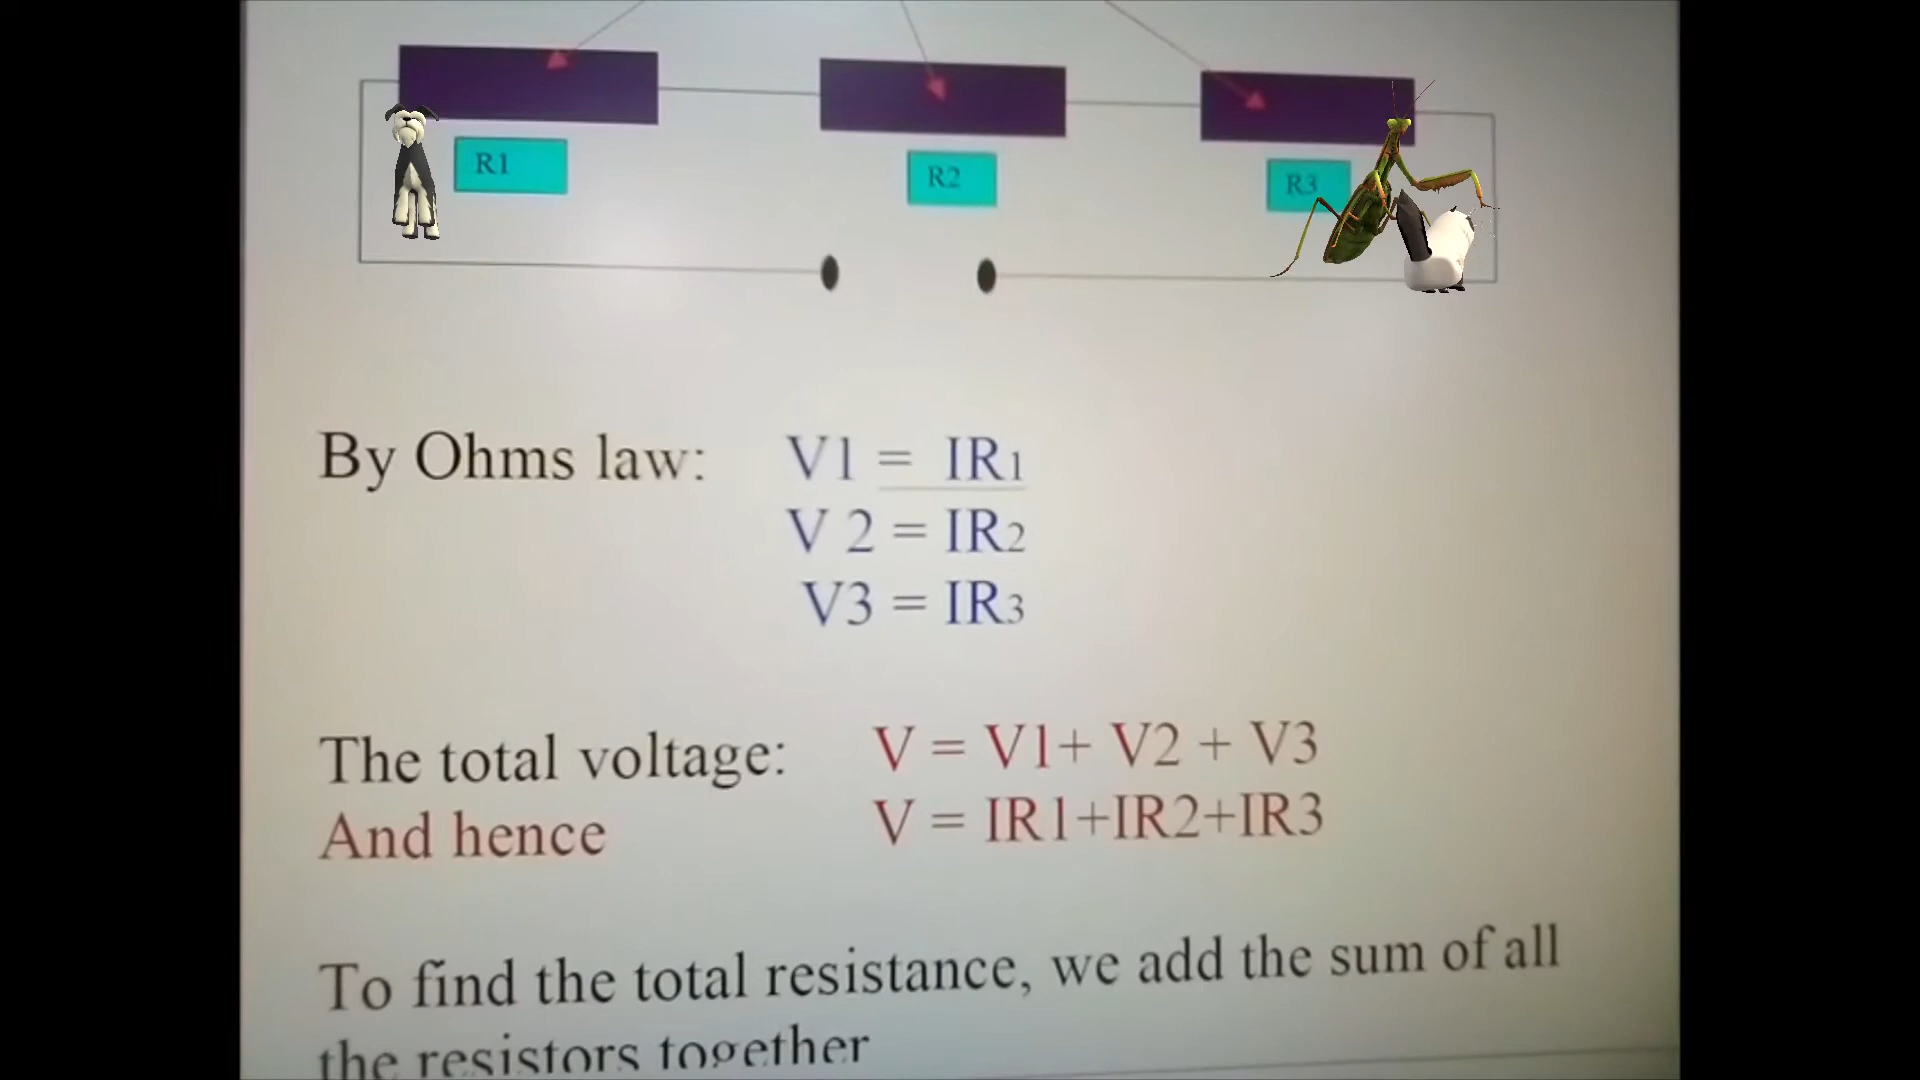 R1
R2
R3
By Ohms law: V1 = IR1
V 2 = IR2
V3 = IR3
The total voltage: V = V1+ V2 + V3
And hence V = IR1+IR2+IR3
To find the total resistance, we add the sum of all
the resistors together